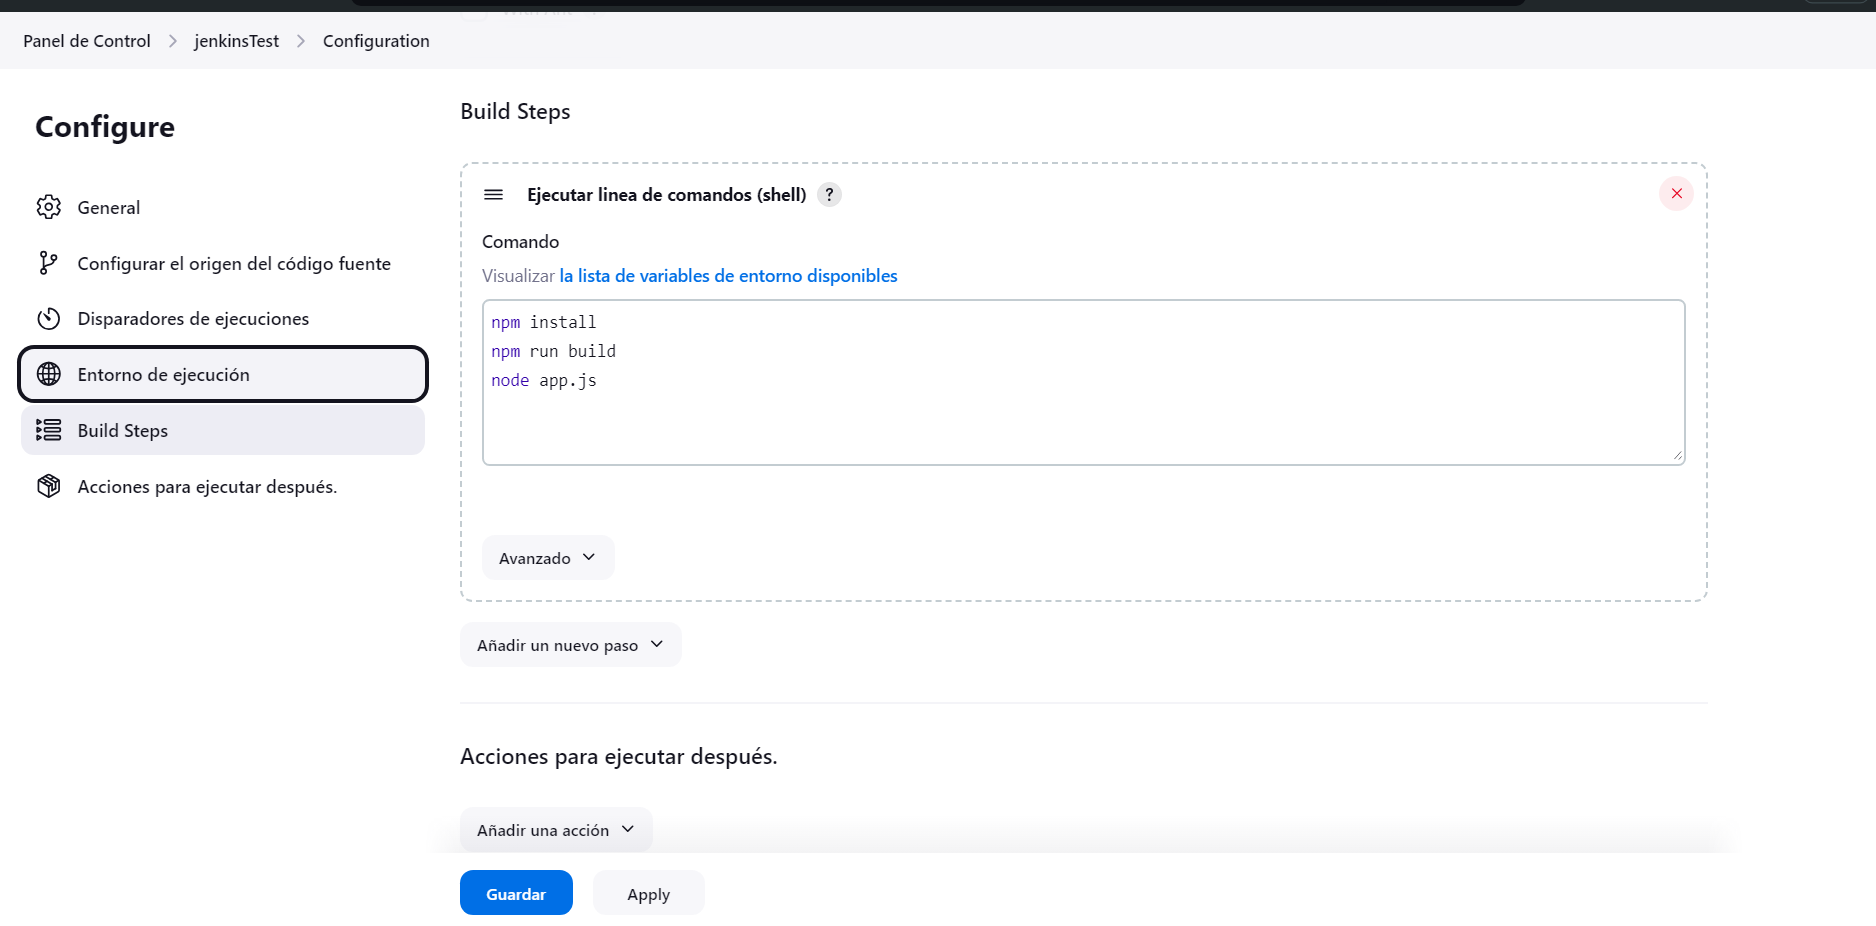 Panel de Control
jenkinsTest
Configuration
Configure
General
Configurar el origen del código fuente
Disparadores de ejecuciones
Entorno de ejecución
Build Steps
Acciones para ejecutar después.
Build Steps
Ejecutar linea de comandos (shell) ?
Comando
Visualizar la lista de variables de entorno disponibles
npm install
npm run build
node app.js
Avanzado
Añadir un nuevo paso
Acciones para ejecutar después.
Añadir una acción
Guardar
Apply